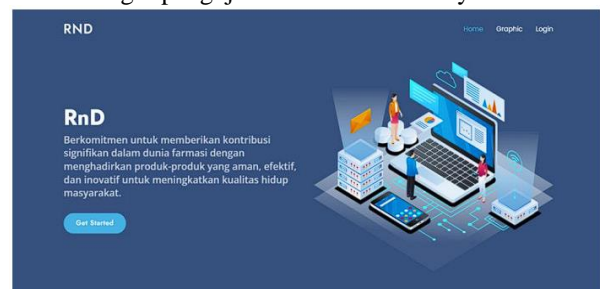 RND
Home Graphic Login
RnD
Berkomitmen untuk memberikan kontribusi
signifikan dalam dunia farmasi dengan
menghadirkan produk-produk yang aman, efektif,
dan inovatif untuk meningkatkan kualitas hidup
masyarakat.
Get Started